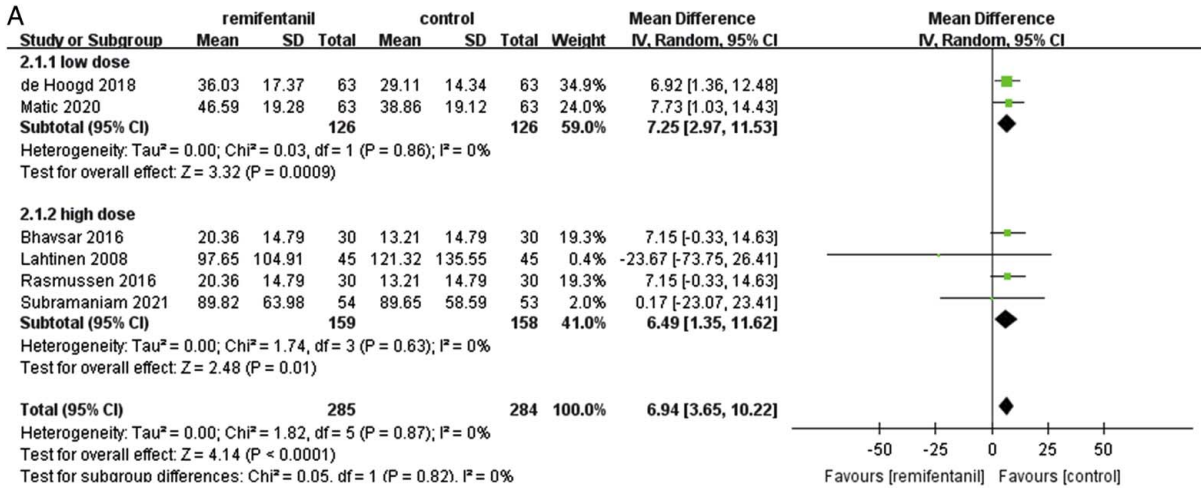 A
remifentanil control Mean Difference Mean Difference
Study or Subgroup Mean SD Total Mean SD Total Weight IV, Random, 95% CI IV, Random, 95% CI
2.1.1 low dose
de Hoogd 2018 36.03 17.37 63 29.11 14.34 63 34.9% 6.92 [1.36, 12.48]
Matic 2020 46.59 19.28 63 38.86 19.12 63 24.0% 7.73 [1.03, 14.43]
Subtotal (95% CI) 126 126 59.0% 7.25 [2.97, 11.53]
Heterogeneity: Tau² = 0.00; Chi² = 0.03, df = 1 (P = 0.86); I² = 0%
Test for overall effect: Z = 3.32 (P = 0.0009)
2.1.2 high dose
Bhavsar 2016 20.36 14.79 30 13.21 14.79 30 19.3% 7.15 [-0.33, 14.63]
Lahtinen 2008 97.65 104.91 45 121.32 135.55 45 0.4% -23.67 [-73.75, 26.41]
Rasmussen 2016 20.36 14.79 30 13.21 14.79 30 19.3% 7.15 [-0.33, 14.63]
Subramaniam 2021 89.82 63.98 54 89.65 58.59 53 2.0% 0.17 [-23.07, 23.41]
Subtotal (95% CI) 159 158 41.0% 6.49 [1.35, 11.62]
Heterogeneity: Tau² = 0.00; Chi² = 1.74, df = 3 (P = 0.63); I² = 0%
Test for overall effect: Z = 2.48 (P = 0.01)
Total (95% CI) 285 284 100.0% 6.94 [3.65, 10.22]
Heterogeneity: Tau² = 0.00; Chi² = 1.82, df = 5 (P = 0.87); I² = 0%
Test for overall effect: Z = 4.14 (P < 0.0001)
Test for subgroup differences: Chi² = 0.05. df = 1 (P = 0.82). I² = 0%
-50 -25 0 25 50
Favours [remifentanil] Favours [control]